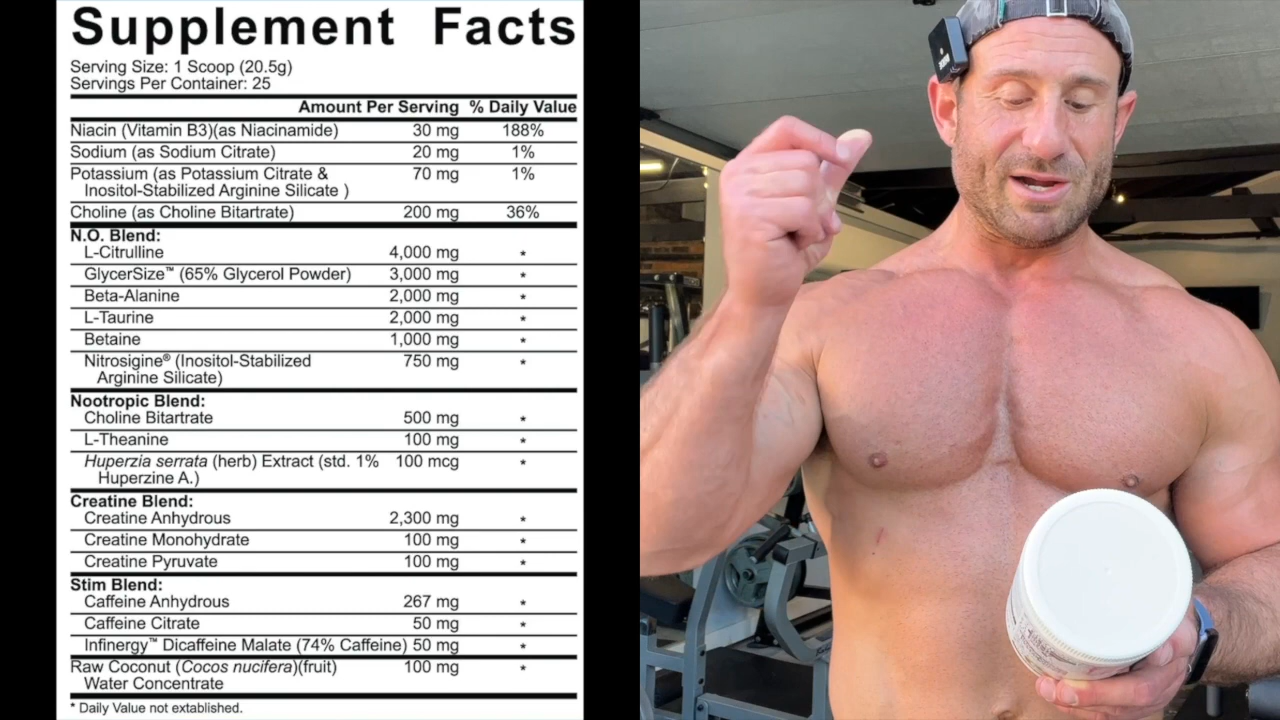 Supplement Facts
Serving Size: 1 Scoop (20.5g)
Servings Per Container: 25
Amount Per Serving % Daily Value
Niacin (Vitamin B3)(as Niacinamide) 30 mg 188%
Sodium (as Sodium Citrate) 20 mg 1%
Potassium (as Potassium Citrate & 70 mg 1%
Inositol-Stabilized Arginine Silicate )
Choline (as Choline Bitartrate) 200 mg 36%
N.O. Blend:
L-Citrulline 4,000 mg *
GlycerSize™ (65% Glycerol Powder) 3,000 mg *
Beta-Alanine 2,000 mg *
L-Taurine 2,000 mg *
Betaine 1,000 mg *
Nitrosigine® (Inositol-Stabilized 750 mg *
Arginine Silicate)
Nootropic Blend:
Choline Bitartrate 500 mg *
L-Theanine 100 mg *
Huperzia serrata (herb) Extract (std. 1% 100 mcg *
Huperzine A.)
Creatine Blend:
Creatine Anhydrous 2,300 mg *
Creatine Monohydrate 100 mg *
Creatine Pyruvate 100 mg *
Stim Blend:
Caffeine Anhydrous 267 mg *
Caffeine Citrate 50 mg *
Infinergy™ Dicaffeine Malate (74% Caffeine) 50 mg *
Raw Coconut (Cocos nucifera)(fruit) 100 mg *
Water Concentrate
* Daily Value not extablished.